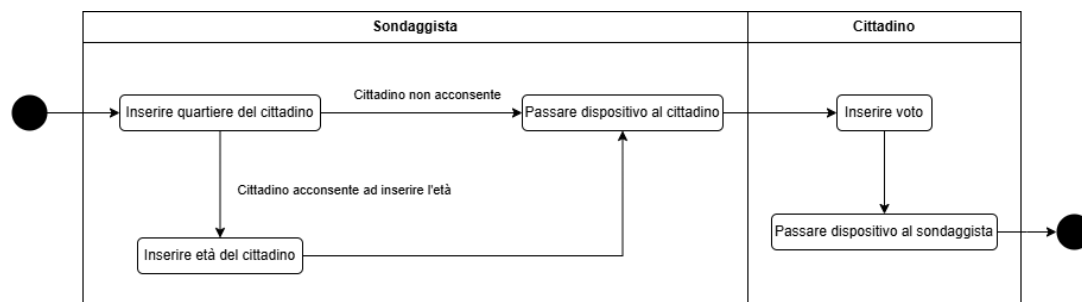 Sondaggista
Cittadino
Inserire quartiere del cittadino
Cittadino non acconsente
Passare dispositivo al cittadino
Inserire voto
Cittadino acconsente ad inserire l'età
Inserire età del cittadino
Passare dispositivo al sondaggista